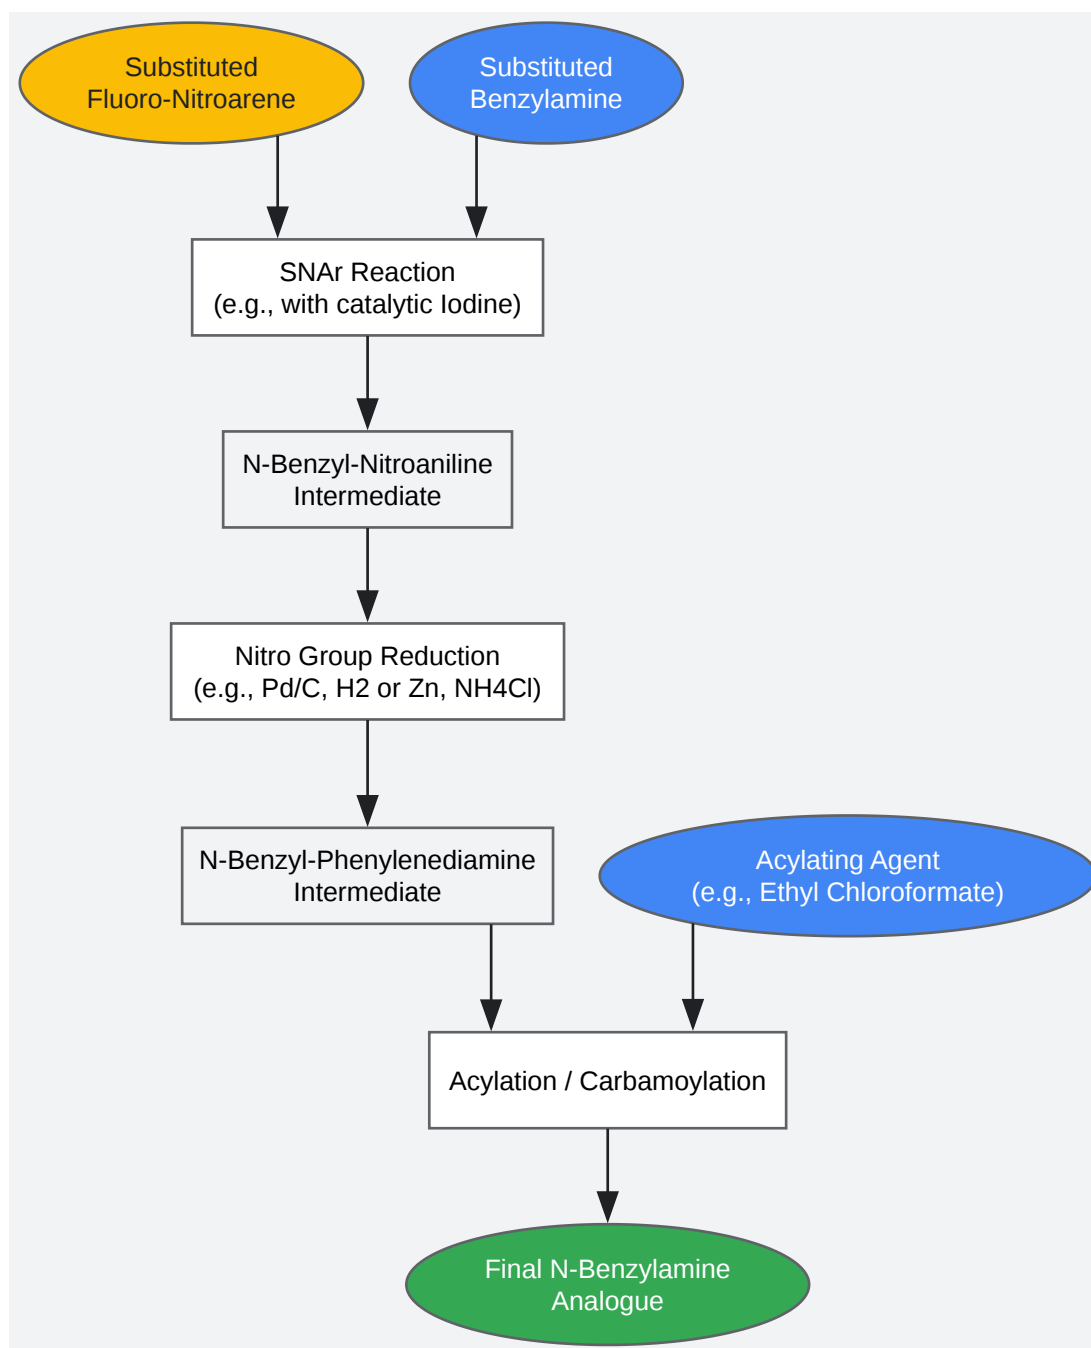 Substituted
Fluoro-Nitroarene
Substituted
Benzylamine
SNAr Reaction
(e.g., with catalytic Iodine)
N-Benzyl-Nitroaniline
Intermediate
Nitro Group Reduction
(e.g., Pd/C, H2 or Zn, NH4Cl)
N-Benzyl-Phenylenediamine
Intermediate
Acylating Agent
(e.g., Ethyl Chloroformate)
Acylation / Carbamoylation
Final N-Benzylamine
Analogue